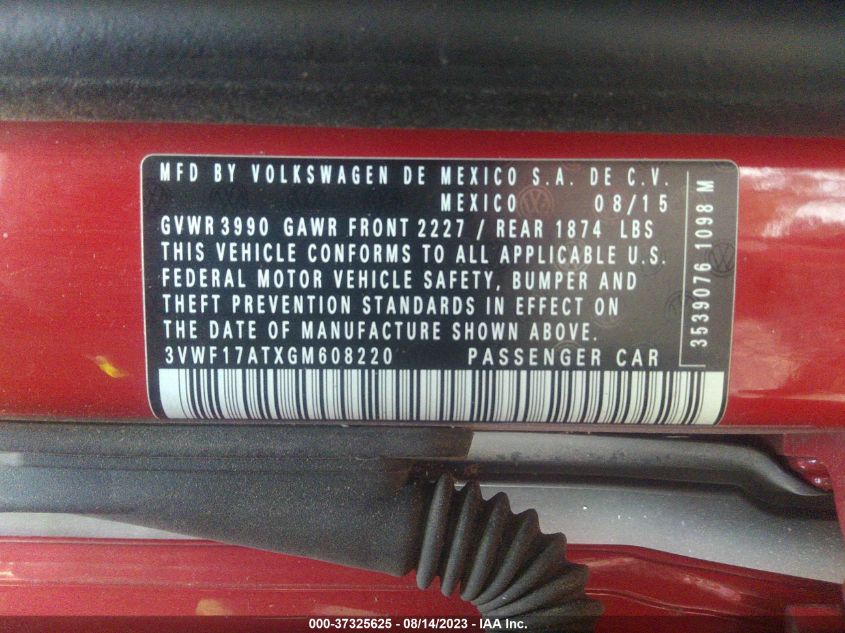 MFD BY VOLKSWAGEN DE MEXICO S.A. DE C.V.
MEXICO 08/15
GVWR 3990 GAWR FRONT 2227 / REAR 1874 LBS
THIS VEHICLE CONFORMS TO ALL APPLICABLE U.S.
FEDERAL MOTOR VEHICLE SAFETY, BUMPER AND
THEFT PREVENTION STANDARDS IN EFFECT ON
THE DATE OF MANUFACTURE SHOWN ABOVE.
3VWF17ATXGM608220 PASSENGER CAR
3539076 1098 M
000-37325625 - 08/14/2023 - IAA Inc.